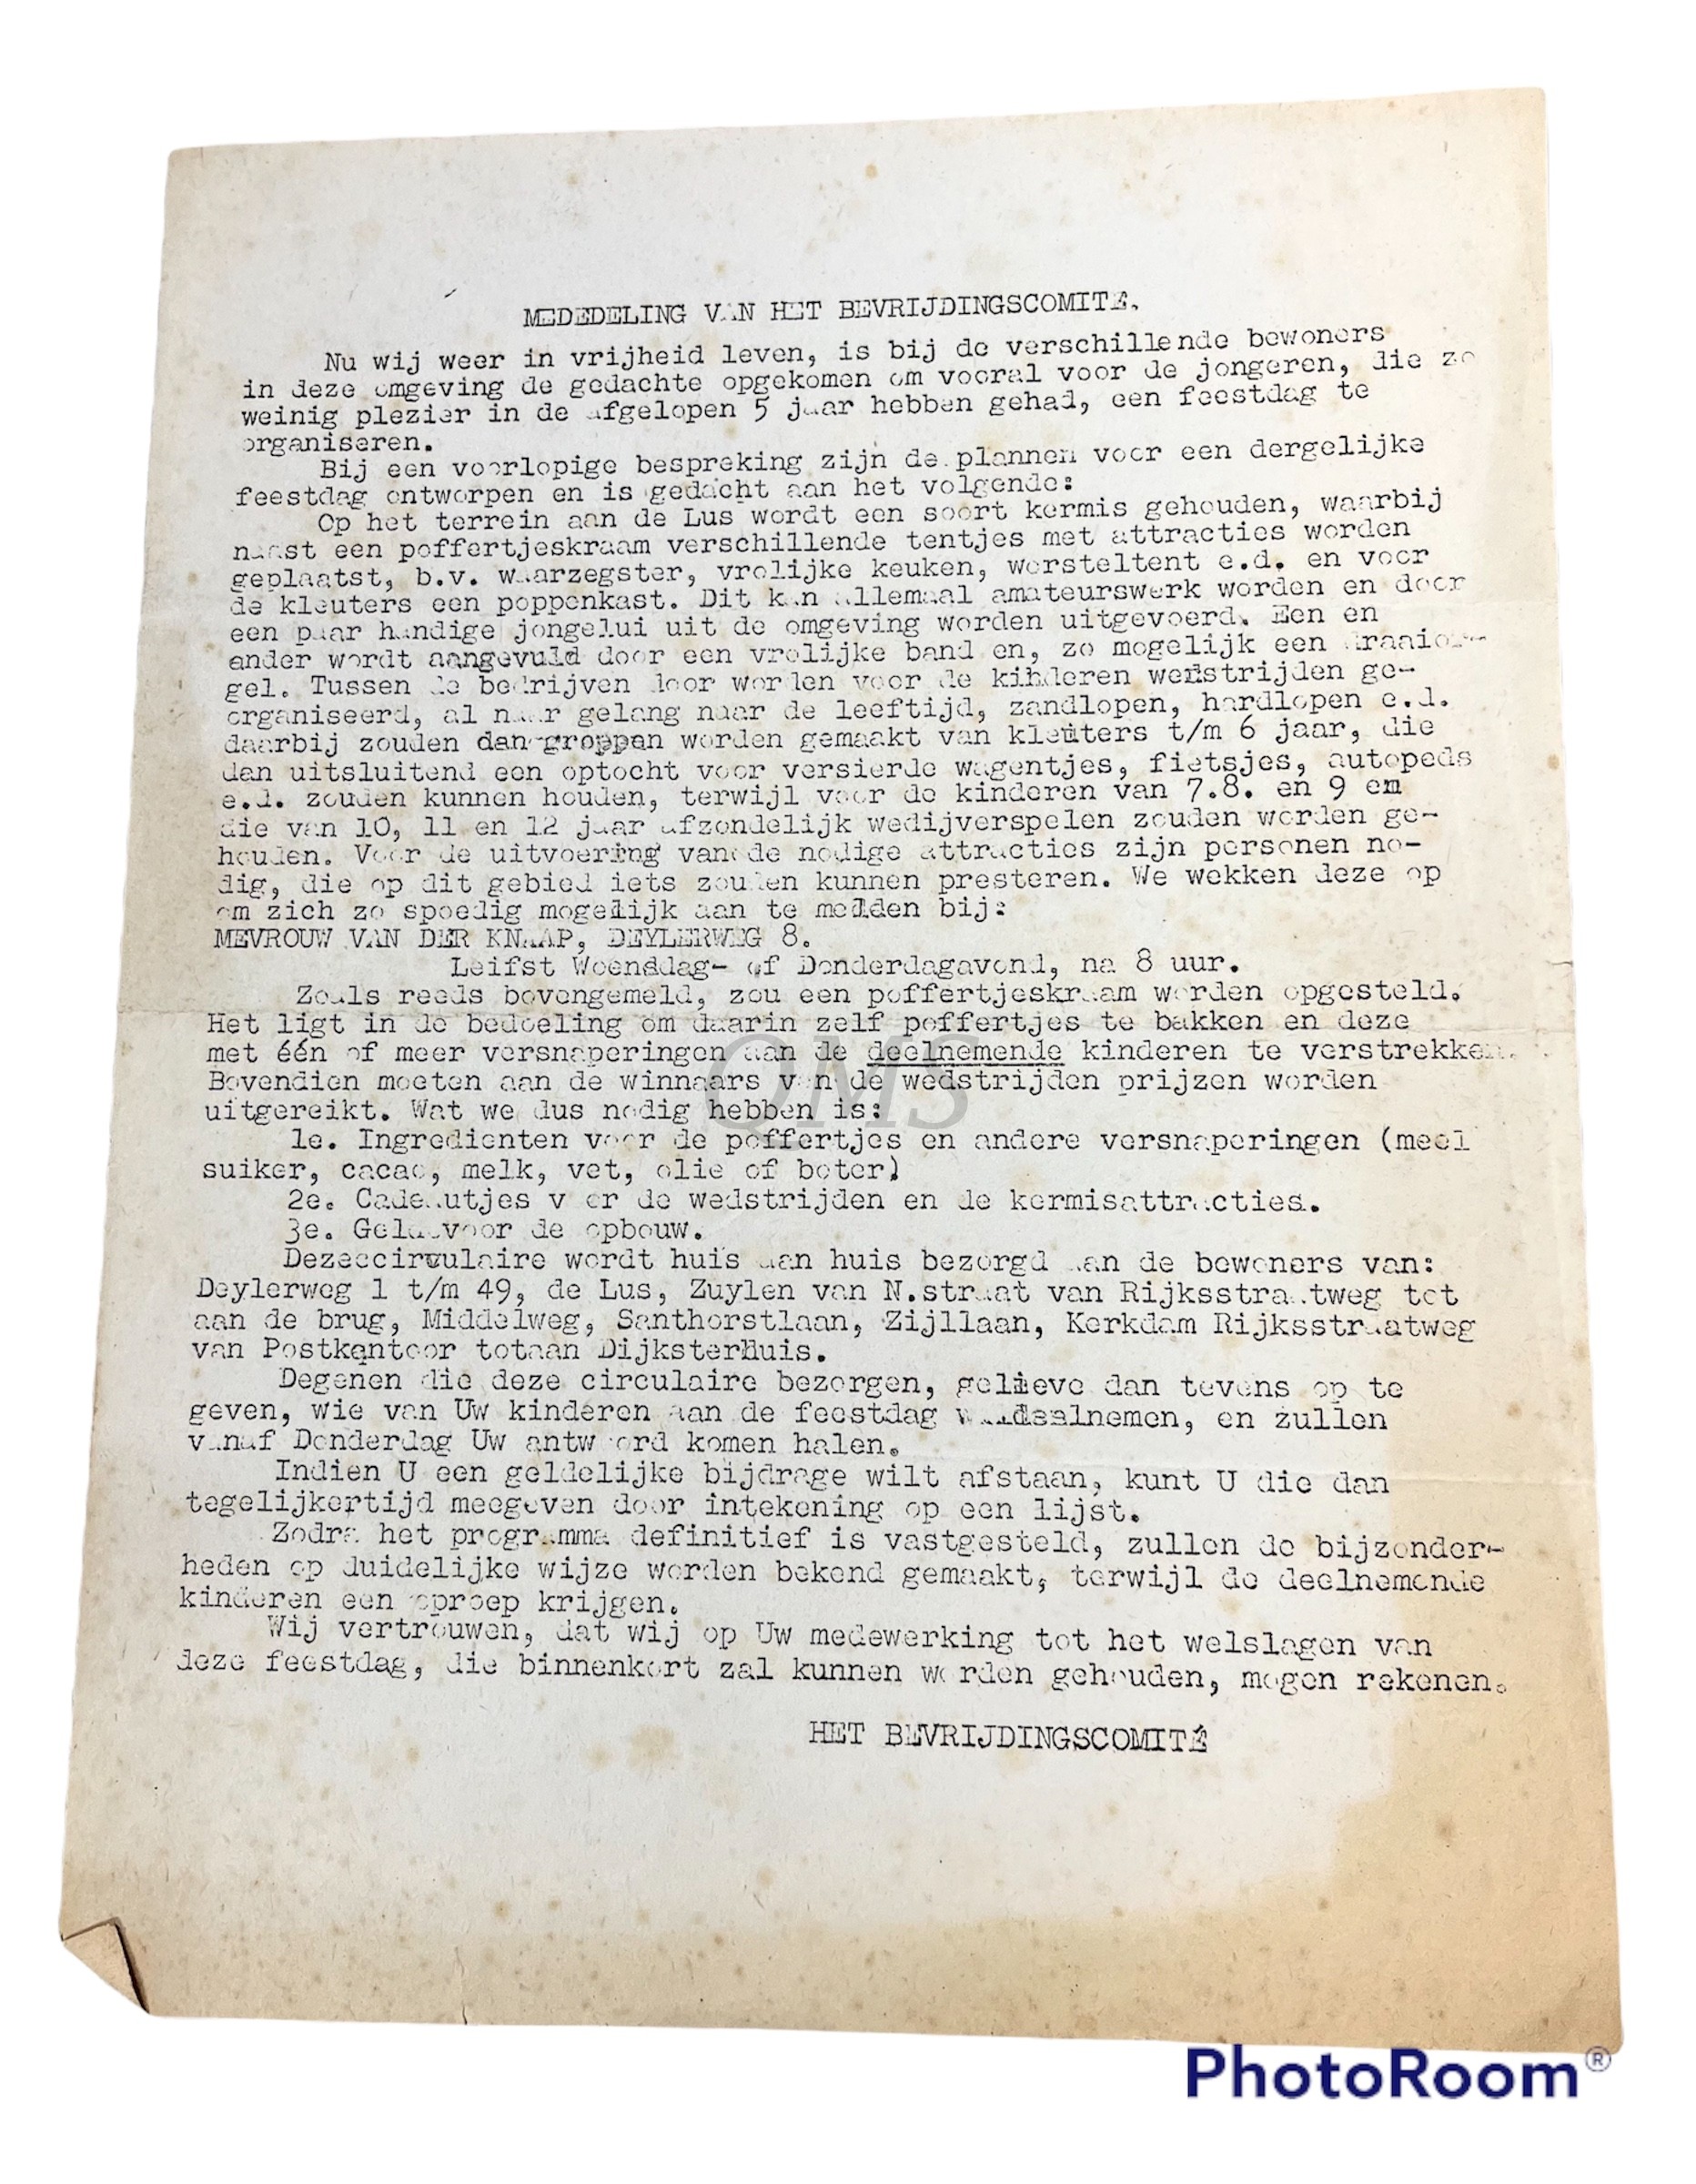 MEDEDELING VAN HET BEVRIJDINGSCOMITÉ.
Nu wij weer in vrijheid leven, is bij de verschillende bewoners
in deze omgeving de gedachte opgekomen om vooral voor de jongeren, die zo
weinig plezier in de afgelopen 5 jaar hebben gehad, een feestdag te
organiseren.
Bij een voorlopige bespreking zijn de plannen voor een dergelijke
feestdag ontworpen en is gedacht aan het volgende:
Op het terrein aan de Lus wordt een soort kermis gehouden, waarbij
naast een poffertjeskraam verschillende tentjes met attracties worden
geplaatst, b.v. waarzegster, vrolijke keuken, worsteltent e.d. en voor
de kleuters een poppenkast. Dit kan allemaal amateurswerk worden en door
een paar handige jongelui uit de omgeving worden uitgevoerd. Een en
ander wordt aangevuld door een vrolijke band en, zo mogelijk een draaior-
gel. Tussen de bedrijven door worden voor de kinderen wedstrijden ge-
organiseerd, al naar gelang naar de leeftijd, zandlopen, hardlopen e.d.
daarbij zouden dan groppen worden gemaakt van kleuters t/m 6 jaar, die
dan uitsluitend een optocht voor versierde wagentjes, fietsjes, autopeds
e.d. zouden kunnen houden, terwijl voor de kinderen van 7.8. en 9 em
die van 10, 11 en 12 jaar afzondelijk wedijverspelen zouden worden ge-
houden. Voor de uitvoering van de nodige attracties zijn personen no-
dig, die op dit gebied iets zouden kunnen presteren. We wekken deze op
om zich zo spoedig mogelijk aan te melden bij:
MEVROUW VAN DER KNAAP, DEYLERWEG 8.
Leifst Woensdag- of Donderdagavond, na 8 uur.
Zoals reeds bovengemeld, zou een poffertjeskraam worden opgesteld.
Het ligt in de bedoeling om daarin zelf poffertjes te bakken en deze
met één of meer versnaperingen aan de deelnemende kinderen te verstrekken.
Bovendien moeten aan de winnaars van de wedstrijden prijzen worden
uitgereikt. Wat we dus nodig hebben is:
1e. Ingredienten voor de poffertjes en andere versnaperingen (meel
suiker, cacao, melk, vet, olie of boter)
2e. Cadeautjes voor de wedstrijden en de kermisattracties.
3e. Geld voor de opbouw.
Dezeccirculaire wordt huis aan huis bezorgd aan de bewoners van:
Deylerweg 1 t/m 49, de Lus, Zuylen van N.straat van Rijksstraatweg tot
aan de brug, Middelweg, Santhorstlaan, Zijllaan, Kerkdam Rijksstraatweg
van Postkantoor totaan Dijksterhuis.
Degenen die deze circulaire bezorgen, gelieve dan tevens op te
geven, wie van Uw kinderen aan de feestdag deelnemen, en zullen
vanaf Donderdag Uw antwoord komen halen.
Indien U een geldelijke bijdrage wilt afstaan, kunt U die dan
tegelijkertijd meegeven door intekening op een lijst.
Zodra het programma definitief is vastgesteld, zullen de bijzonder-
heden op duidelijke wijze worden bekend gemaakt, terwijl de deelnemende
kinderen een oproep krijgen.
Wij vertrouwen, dat wij op Uw medewerking tot het welslagen van
deze feestdag, die binnenkort zal kunnen worden gehouden, mogen rekenen.
HET BEVRIJDINGSCOMITÉ
QMS
PhotoRoom®